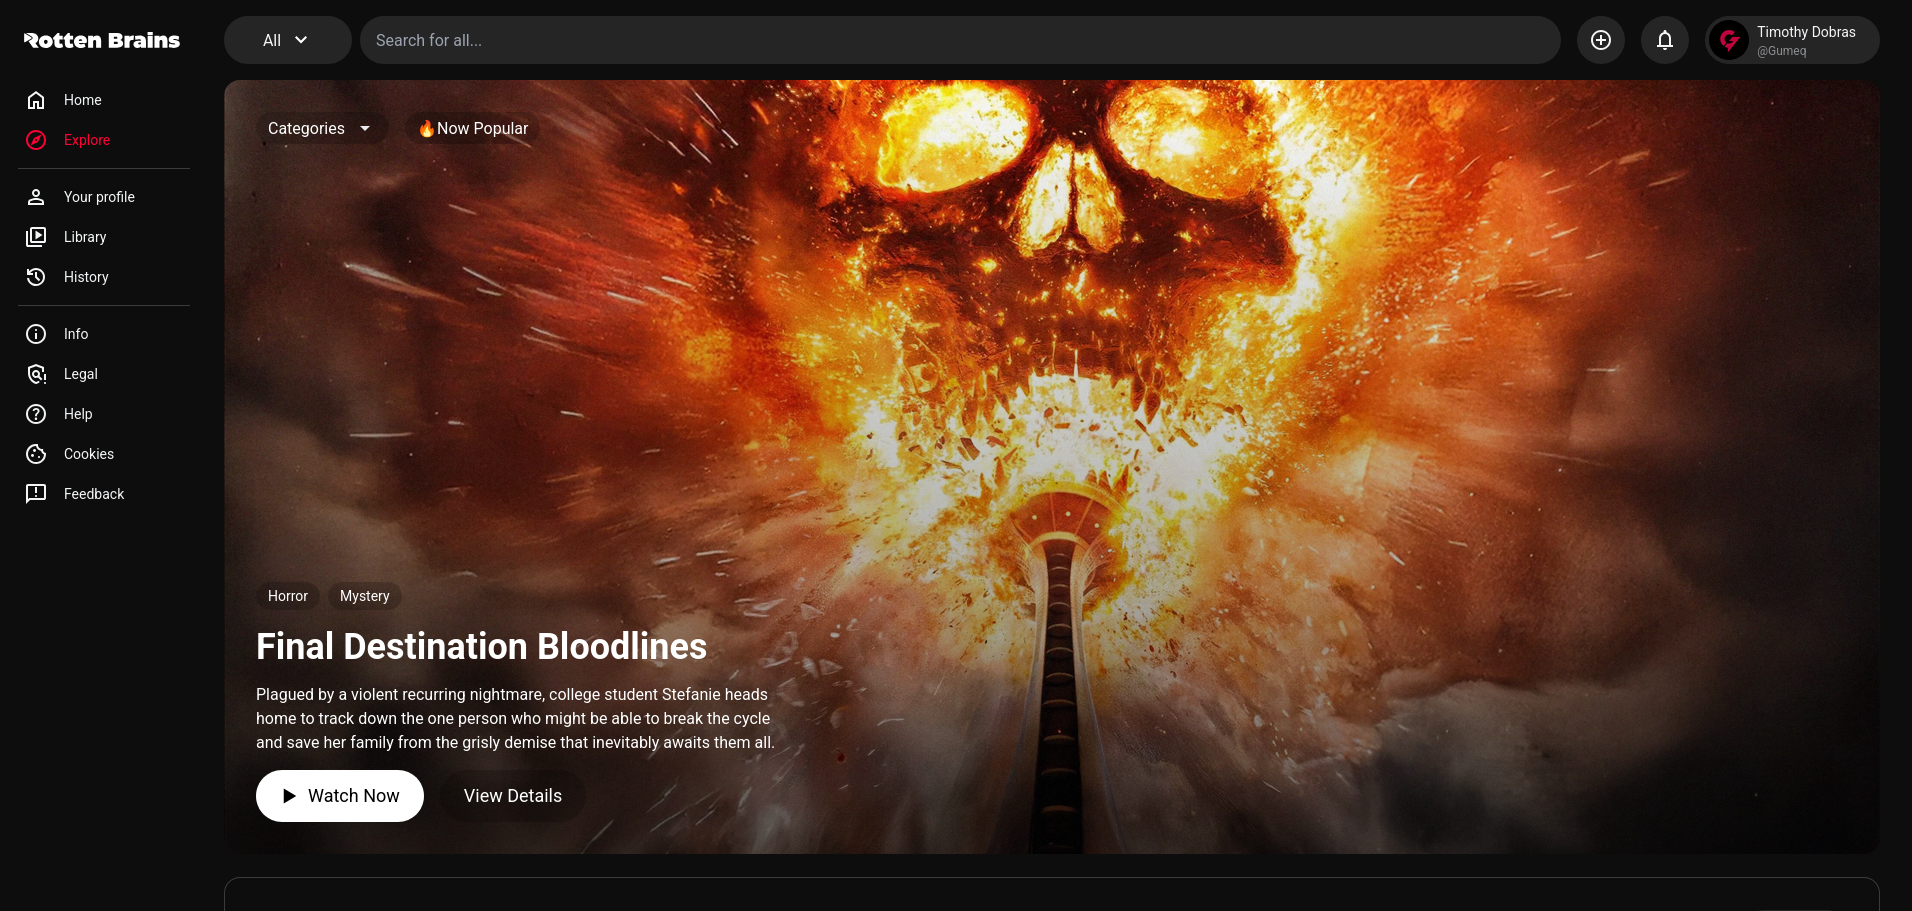 Rotten Brains
All
Search for all...
Timothy Dobras
@Gumeq
Home
Explore
Your profile
Library
History
Info
Legal
Help
Cookies
Feedback
Categories
🔥Now Popular
Horror
Mystery
Final Destination Bloodlines
Plagued by a violent recurring nightmare, college student Stefanie heads
home to track down the one person who might be able to break the cycle
and save her family from the grisly demise that inevitably awaits them all.
Watch Now
View Details